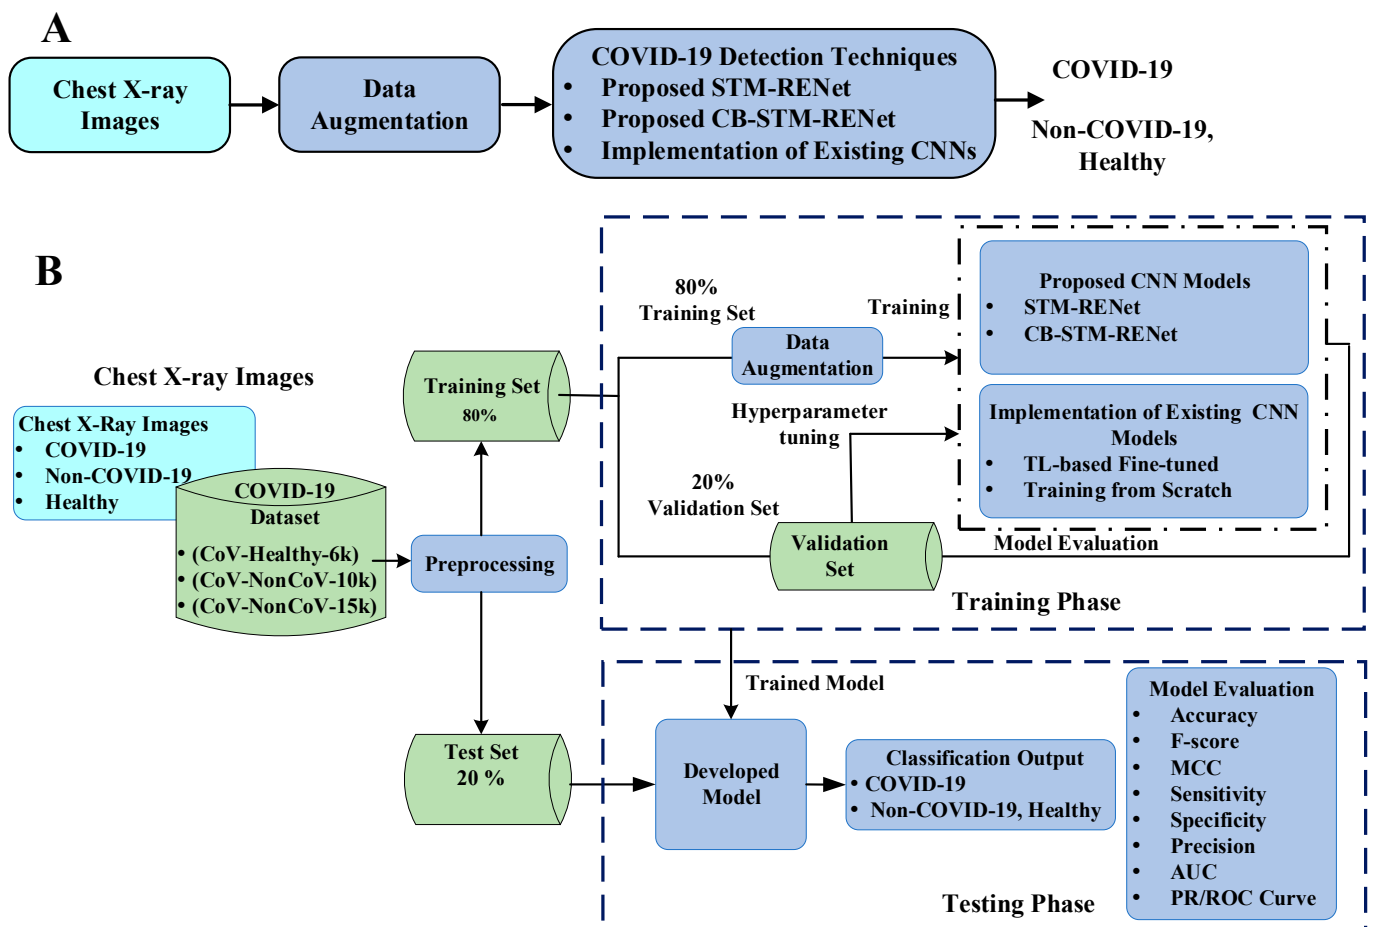 A
Chest X-ray
Images
Data
Augmentation
COVID-19 Detection Techniques
• Proposed STM-RENet
• Proposed CB-STM-RENet
• Implementation of Existing CNNs
COVID-19
Non-COVID-19,
Healthy
B
Chest X-ray Images
Chest X-Ray Images
• COVID-19
• Non-COVID-19
• Healthy
COVID-19
Dataset
• (CoV-Healthy-6k)
• (CoV-NonCoV-10k)
• (CoV-NonCoV-15k)
Preprocessing
Training Set
80%
Test Set
20 %
80%
Training Set
Data
Augmentation
Training
Hyperparameter
tuning
20%
Validation Set
Validation
Set
Proposed CNN Models
• STM-RENet
• CB-STM-RENet
Implementation of Existing CNN
Models
• TL-based Fine-tuned
• Training from Scratch
Model Evaluation
Training Phase
Trained Model
Developed
Model
Classification Output
• COVID-19
• Non-COVID-19, Healthy
Model Evaluation
• Accuracy
• F-score
• MCC
• Sensitivity
• Specificity
• Precision
• AUC
• PR/ROC Curve
Testing Phase